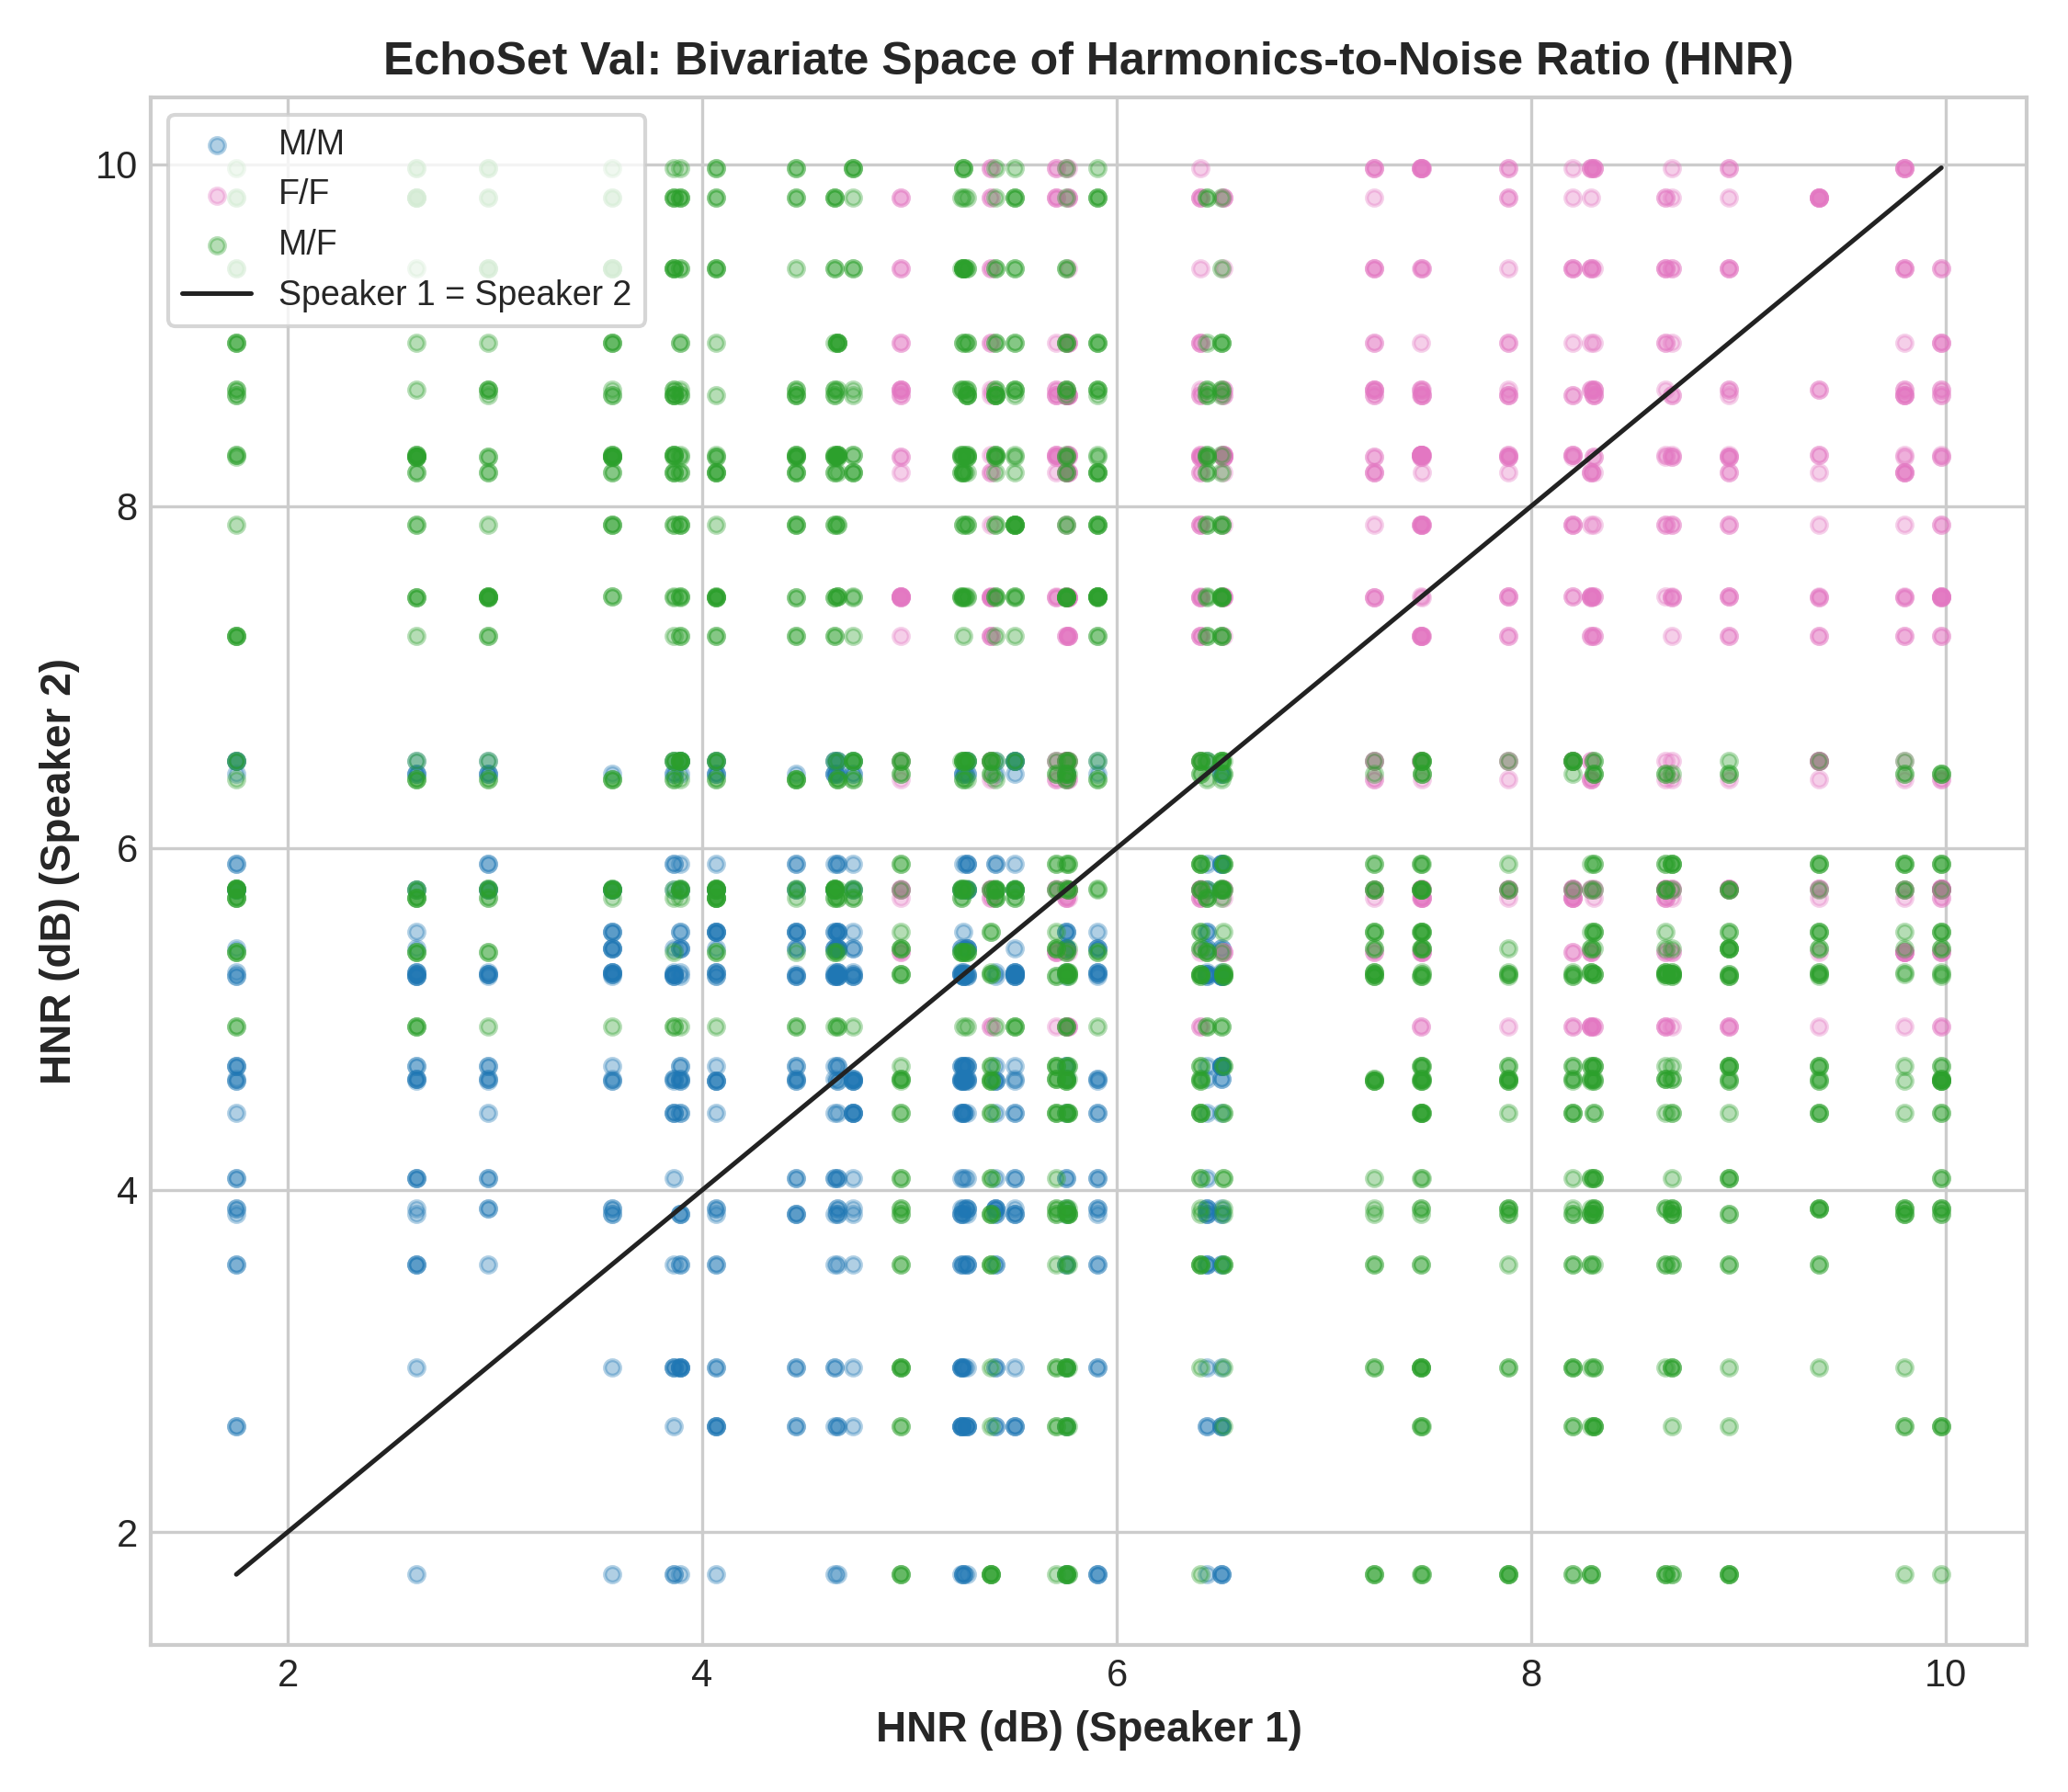 EchoSet Val: Bivariate Space of Harmonics-to-Noise Ratio (HNR)
M/M
F/F
M/F
Speaker 1 = Speaker 2
10
8
6
4
2
HNR (dB) (Speaker 2)
2 4 6 8 10
HNR (dB) (Speaker 1)